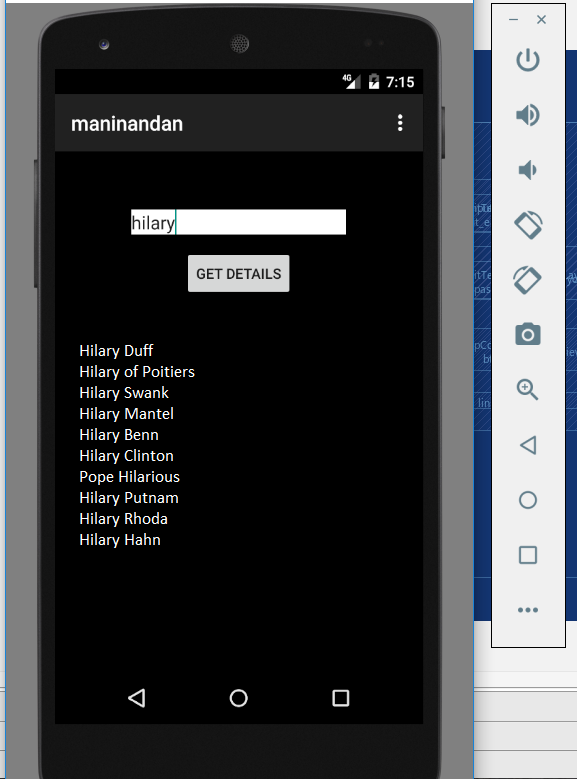 4G 7:15
maninandan
hilary
GET DETAILS
Hilary Duff
Hilary of Poitiers
Hilary Swank
Hilary Mantel
Hilary Benn
Hilary Clinton
Pope Hilarious
Hilary Putnam
Hilary Rhoda
Hilary Hahn